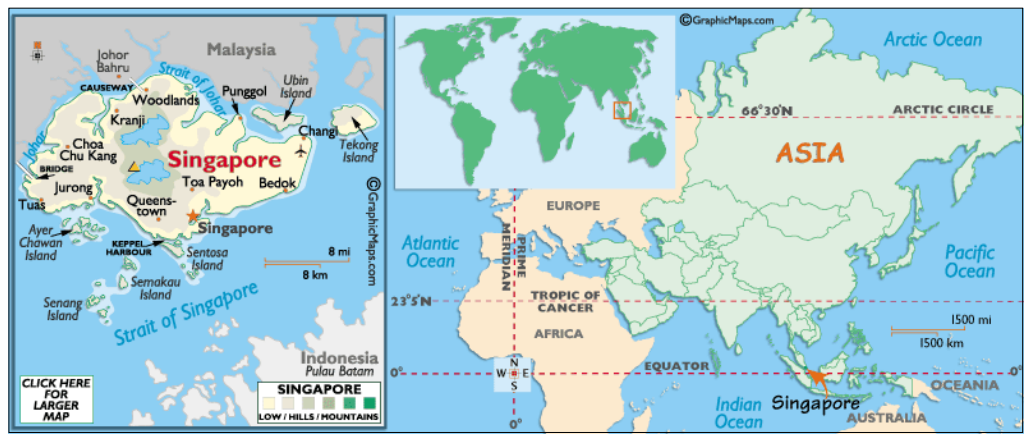 Malaysia
Johor
Bahru
CAUSEWAY
Strait of Johor
Woodlands
Punggol
Ubin
Island
Kranji
Changi
Tekong
Island
Johor
Choa
Chu Kang
Singapore
BRIDGE
Jurong
Toa Payoh
Bedok
Tuas
Queens-
town
Singapore
Ayer
Chawan
Island
KEPPEL
HARBOUR
Sentosa
Island
Semakau
Island
Senang
Island
Strait of Singapore
8 mi
8 km
©GraphicMaps.com
Indonesia
Pulau Batam
CLICK HERE
FOR
LARGER
MAP
SINGAPORE
LOW / HILLS / MOUNTAINS
©GraphicMaps.com
Arctic Ocean
66°30'N
ARCTIC CIRCLE
ASIA
EUROPE
Atlantic
Ocean
PRIME
MERIDIAN
Pacific
Ocean
23°5'N
TROPIC OF
CANCER
AFRICA
1500 mi
1500 km
N
W E
S
0°
EQUATOR
0°
OCEANIA
Indian
Ocean
Singapore
AUSTRALIA
0°